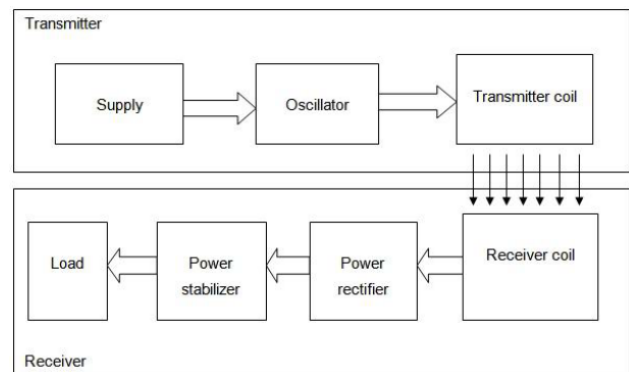 Transmitter
Supply
Oscillator
Transmitter coil
Load
Power
stabilizer
Power
rectifier
Receiver coil
Receiver